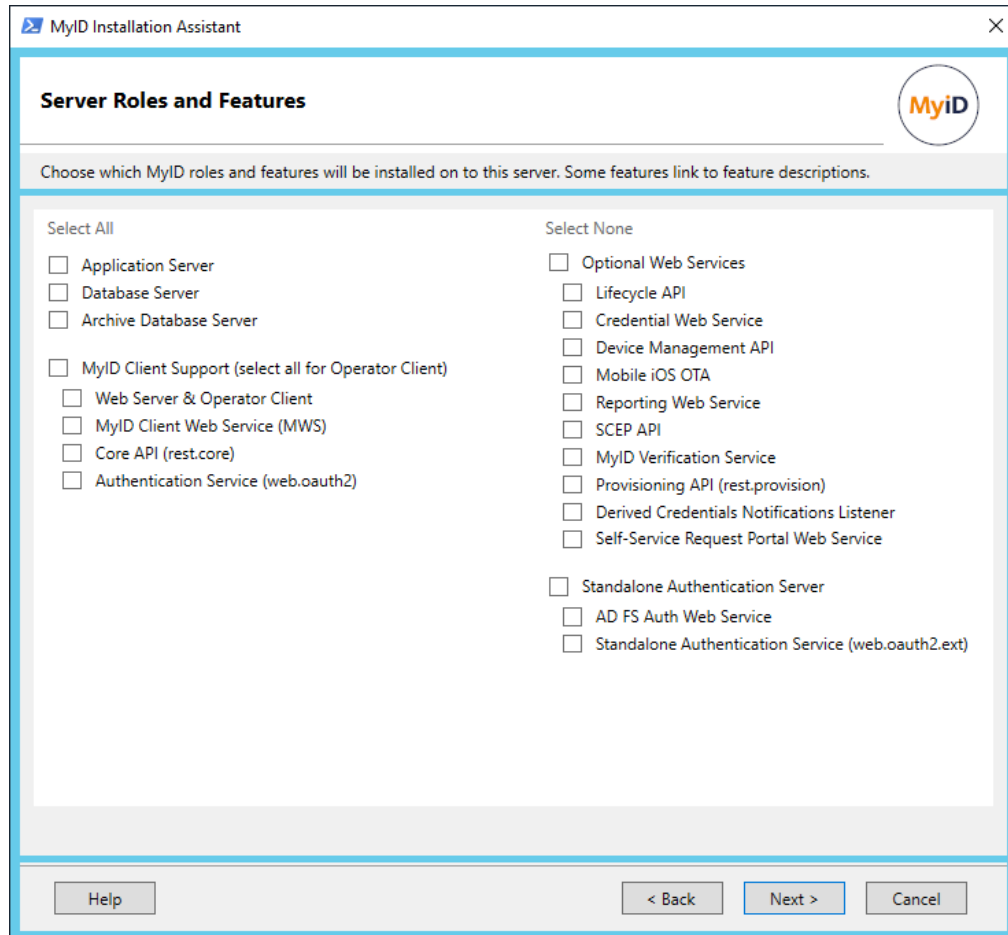 MyID Installation Assistant
Server Roles and Features
MyiD
Choose which MyID roles and features will be installed on to this server. Some features link to feature descriptions.
Select All
Application Server
Database Server
Archive Database Server
MyID Client Support (select all for Operator Client)
Web Server & Operator Client
MyID Client Web Service (MWS)
Core API (rest.core)
Authentication Service (web.oauth2)
Select None
Optional Web Services
Lifecycle API
Credential Web Service
Device Management API
Mobile iOS OTA
Reporting Web Service
SCEP API
MyID Verification Service
Provisioning API (rest.provision)
Derived Credentials Notifications Listener
Self-Service Request Portal Web Service
Standalone Authentication Server
AD FS Auth Web Service
Standalone Authentication Service (web.oauth2.ext)
Help
< Back
Next >
Cancel